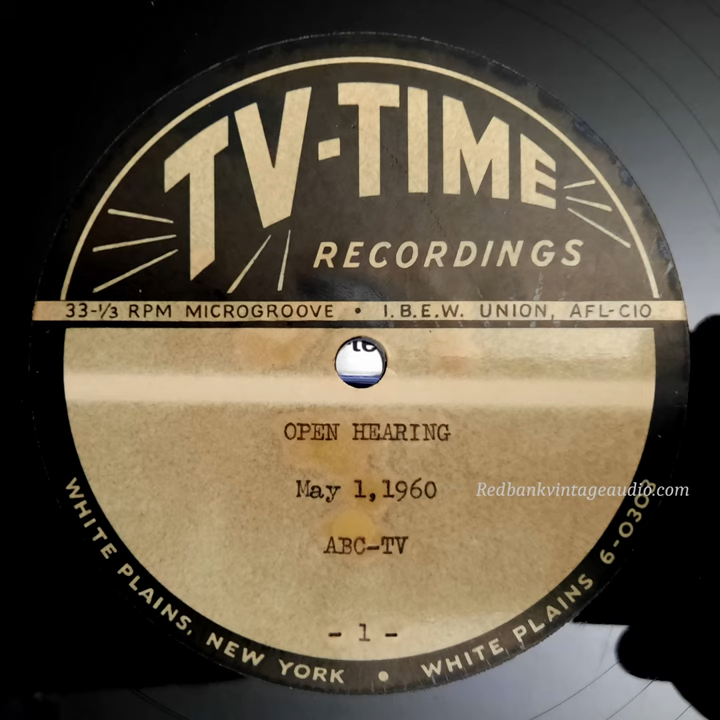 TV-TIME
RECORDINGS
33-⅓ RPM MICROGROOVE • I.B.E.W. UNION, AFL-CIO
OPEN HEARING
May 1,1960
Redbankvintageaudio.com
ABC-TV
- 1 -
WHITE PLAINS, NEW YORK • WHITE PLAINS 6-0308